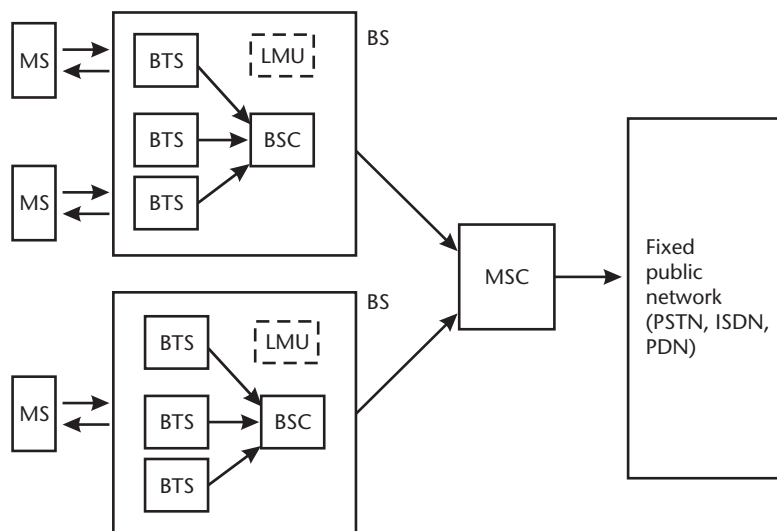 BS
MS
BTS
LMU
BTS
BSC
MS
BTS
Fixed
public
network
(PSTN, ISDN,
PDN)
MSC
BS
BTS
LMU
MS
BTS
BSC
BTS